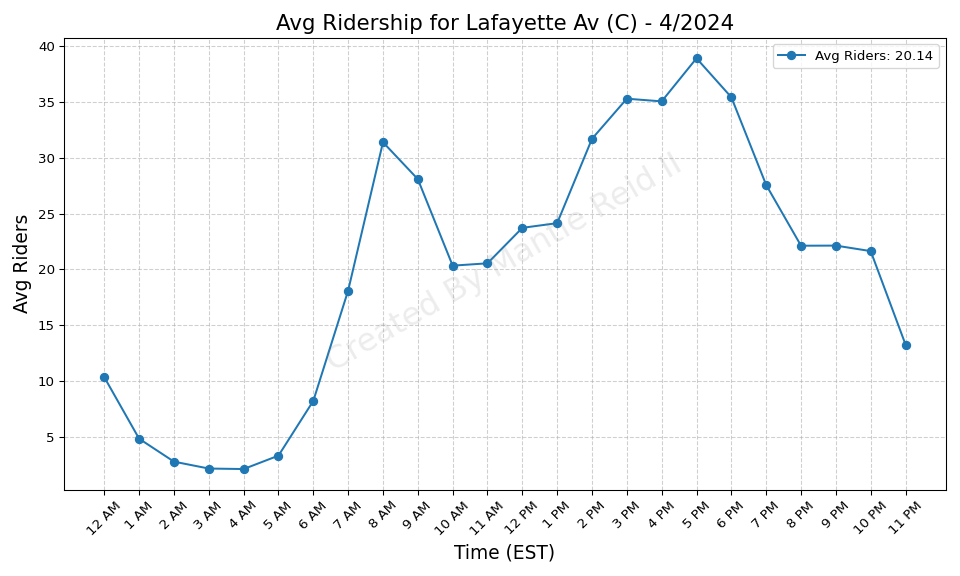 Avg Ridership for Lafayette Av (C) - 4/2024
Avg Riders: 20.14
40
35
30
25
20
15
10
5
Avg Riders
Created By Mantie Reid II
12 AM
1 AM
2 AM
3 AM
4 AM
5 AM
6 AM
7 AM
8 AM
9 AM
10 AM
11 AM
12 PM
1 PM
2 PM
3 PM
4 PM
5 PM
6 PM
7 PM
8 PM
9 PM
10 PM
11 PM
Time (EST)